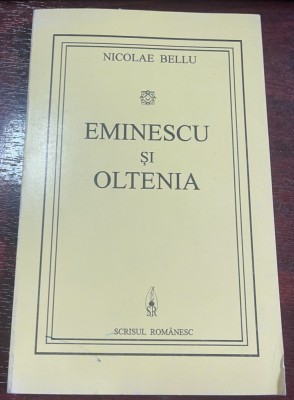 NICOLAE BELLU
EMINESCU
ȘI
OLTENIA
SR
SCRISUL ROMÂNESC